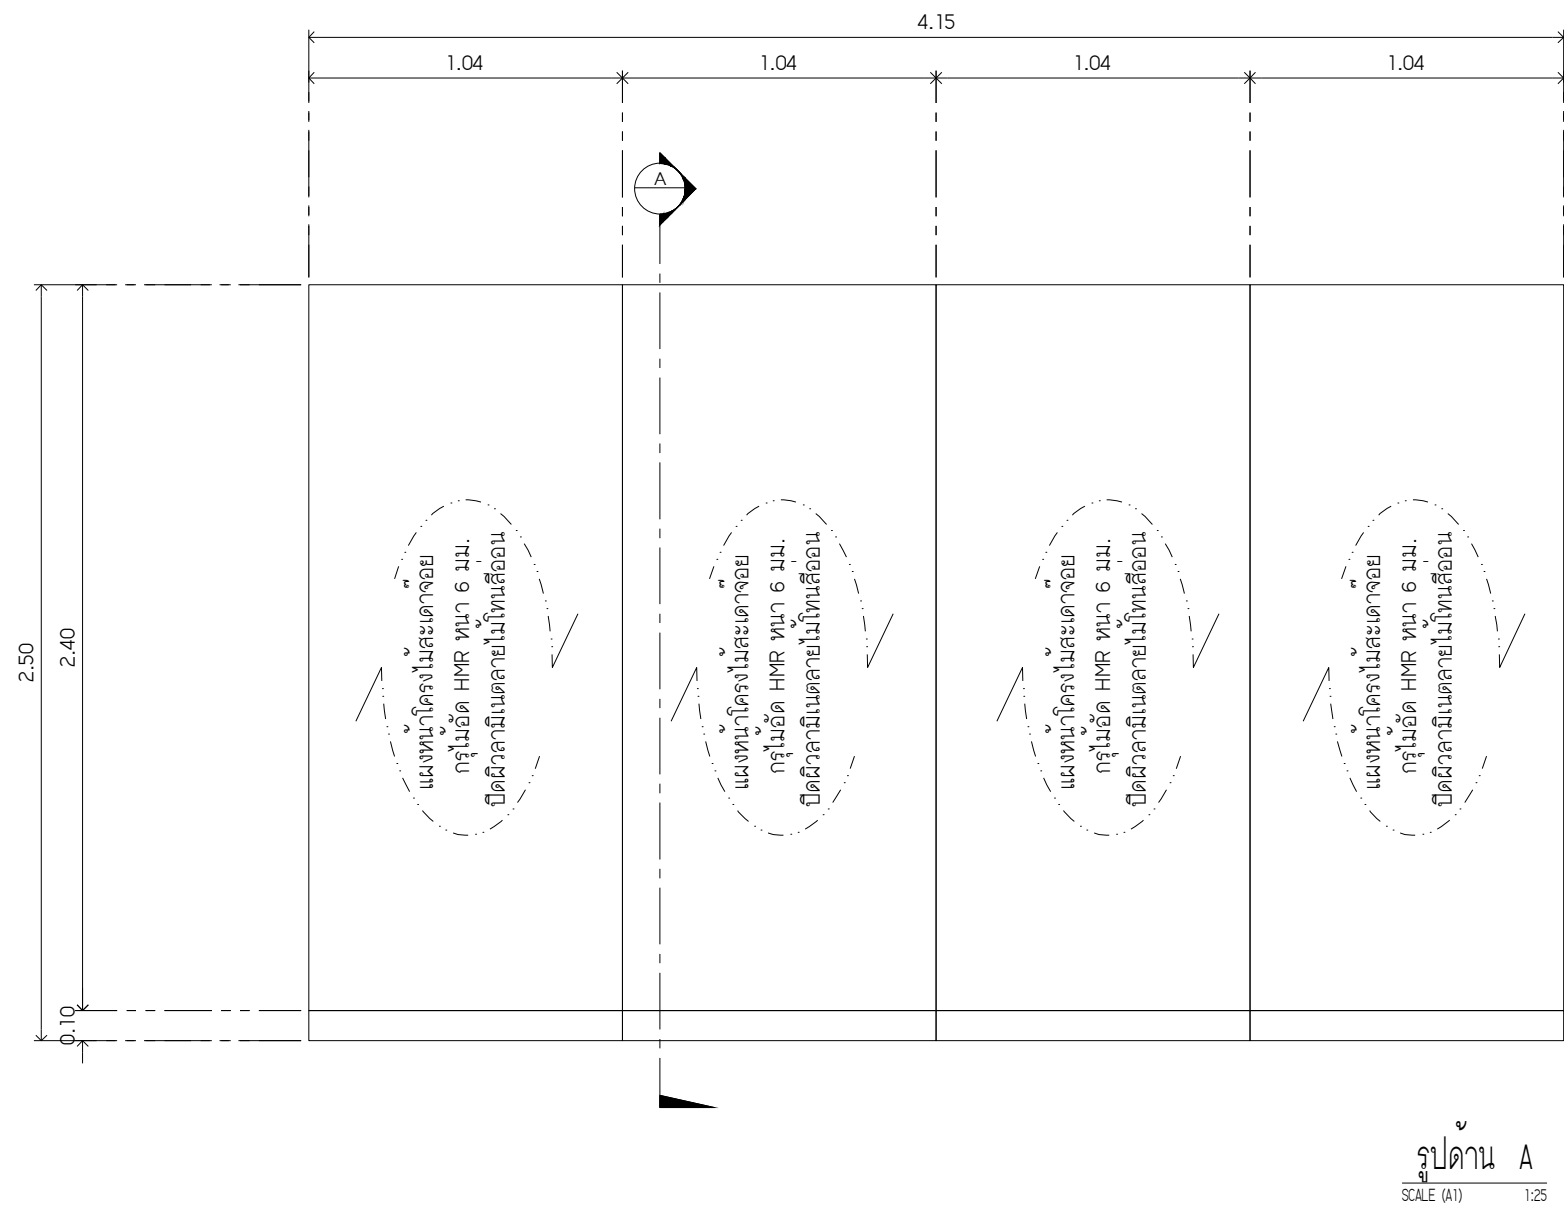 4.15
1.04
1.04
1.04
1.04
A
2.50
2.40
0.10
แผงหน้าโครงไม้สะเดาจ๊อย
กรุไม้อัด HMR หนา 6 มม.
ปิดผิวลามิเนตลายไม้โทนสีอ่อน
แผงหน้าโครงไม้สะเดาจ๊อย
กรุไม้อัด HMR หนา 6 มม.
ปิดผิวลามิเนตลายไม้โทนสีอ่อน
แผงหน้าโครงไม้สะเดาจ๊อย
กรุไม้อัด HMR หนา 6 มม.
ปิดผิวลามิเนตลายไม้โทนสีอ่อน
แผงหน้าโครงไม้สะเดาจ๊อย
กรุไม้อัด HMR หนา 6 มม.
ปิดผิวลามิเนตลายไม้โทนสีอ่อน
รูปด้าน A
SCALE (A1) 1:25